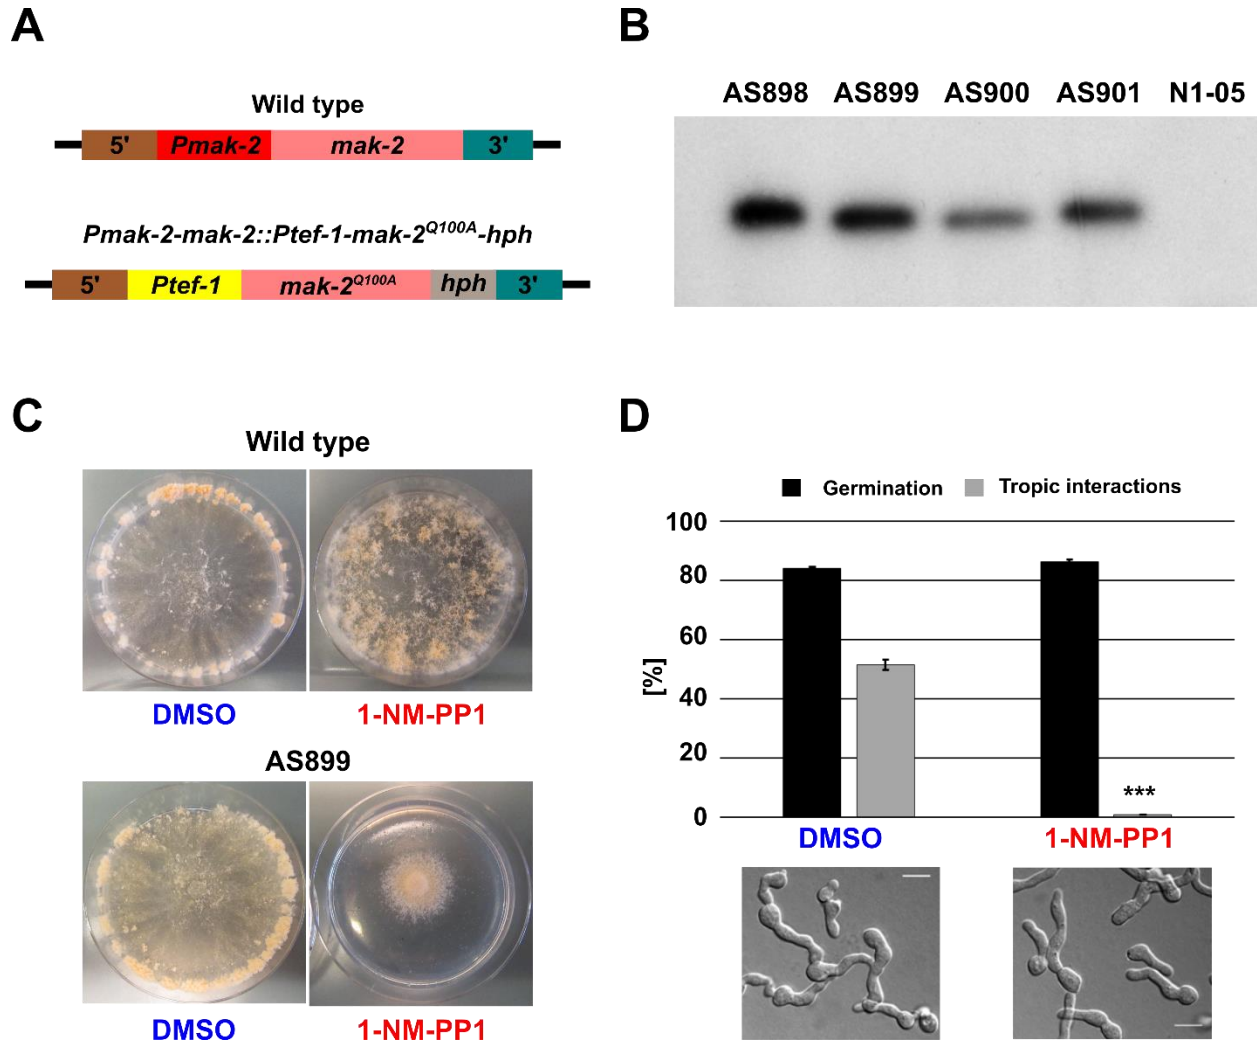 A
Wild type
5' Pmak-2 mak-2 3'
Pmak-2-mak-2::Ptef-1-mak-2Q100A-hph
5' Ptef-1 mak-2Q100A hph 3'
B
AS898 AS899 AS900 AS901 N1-05
C
Wild type
DMSO 1-NM-PP1
AS899
DMSO 1-NM-PP1
D
Germination Tropic interactions
[%]
100
80
60
40
20
0
***
DMSO 1-NM-PP1